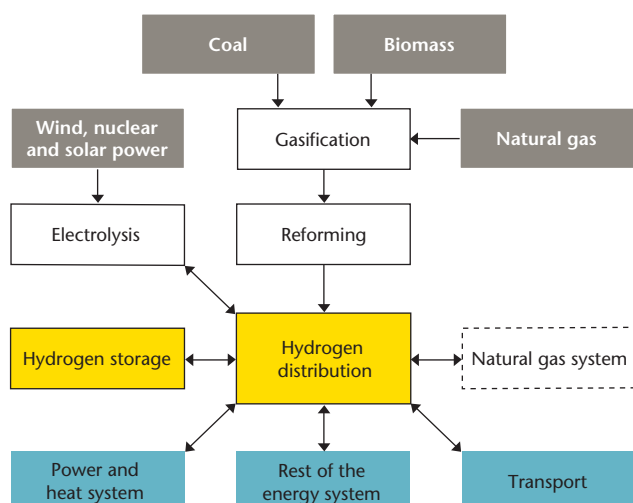 Coal
Biomass
Wind, nuclear
and solar power
Gasification
Natural gas
Electrolysis
Reforming
Hydrogen storage
Hydrogen
distribution
Natural gas system
Power and
heat system
Rest of the
energy system
Transport